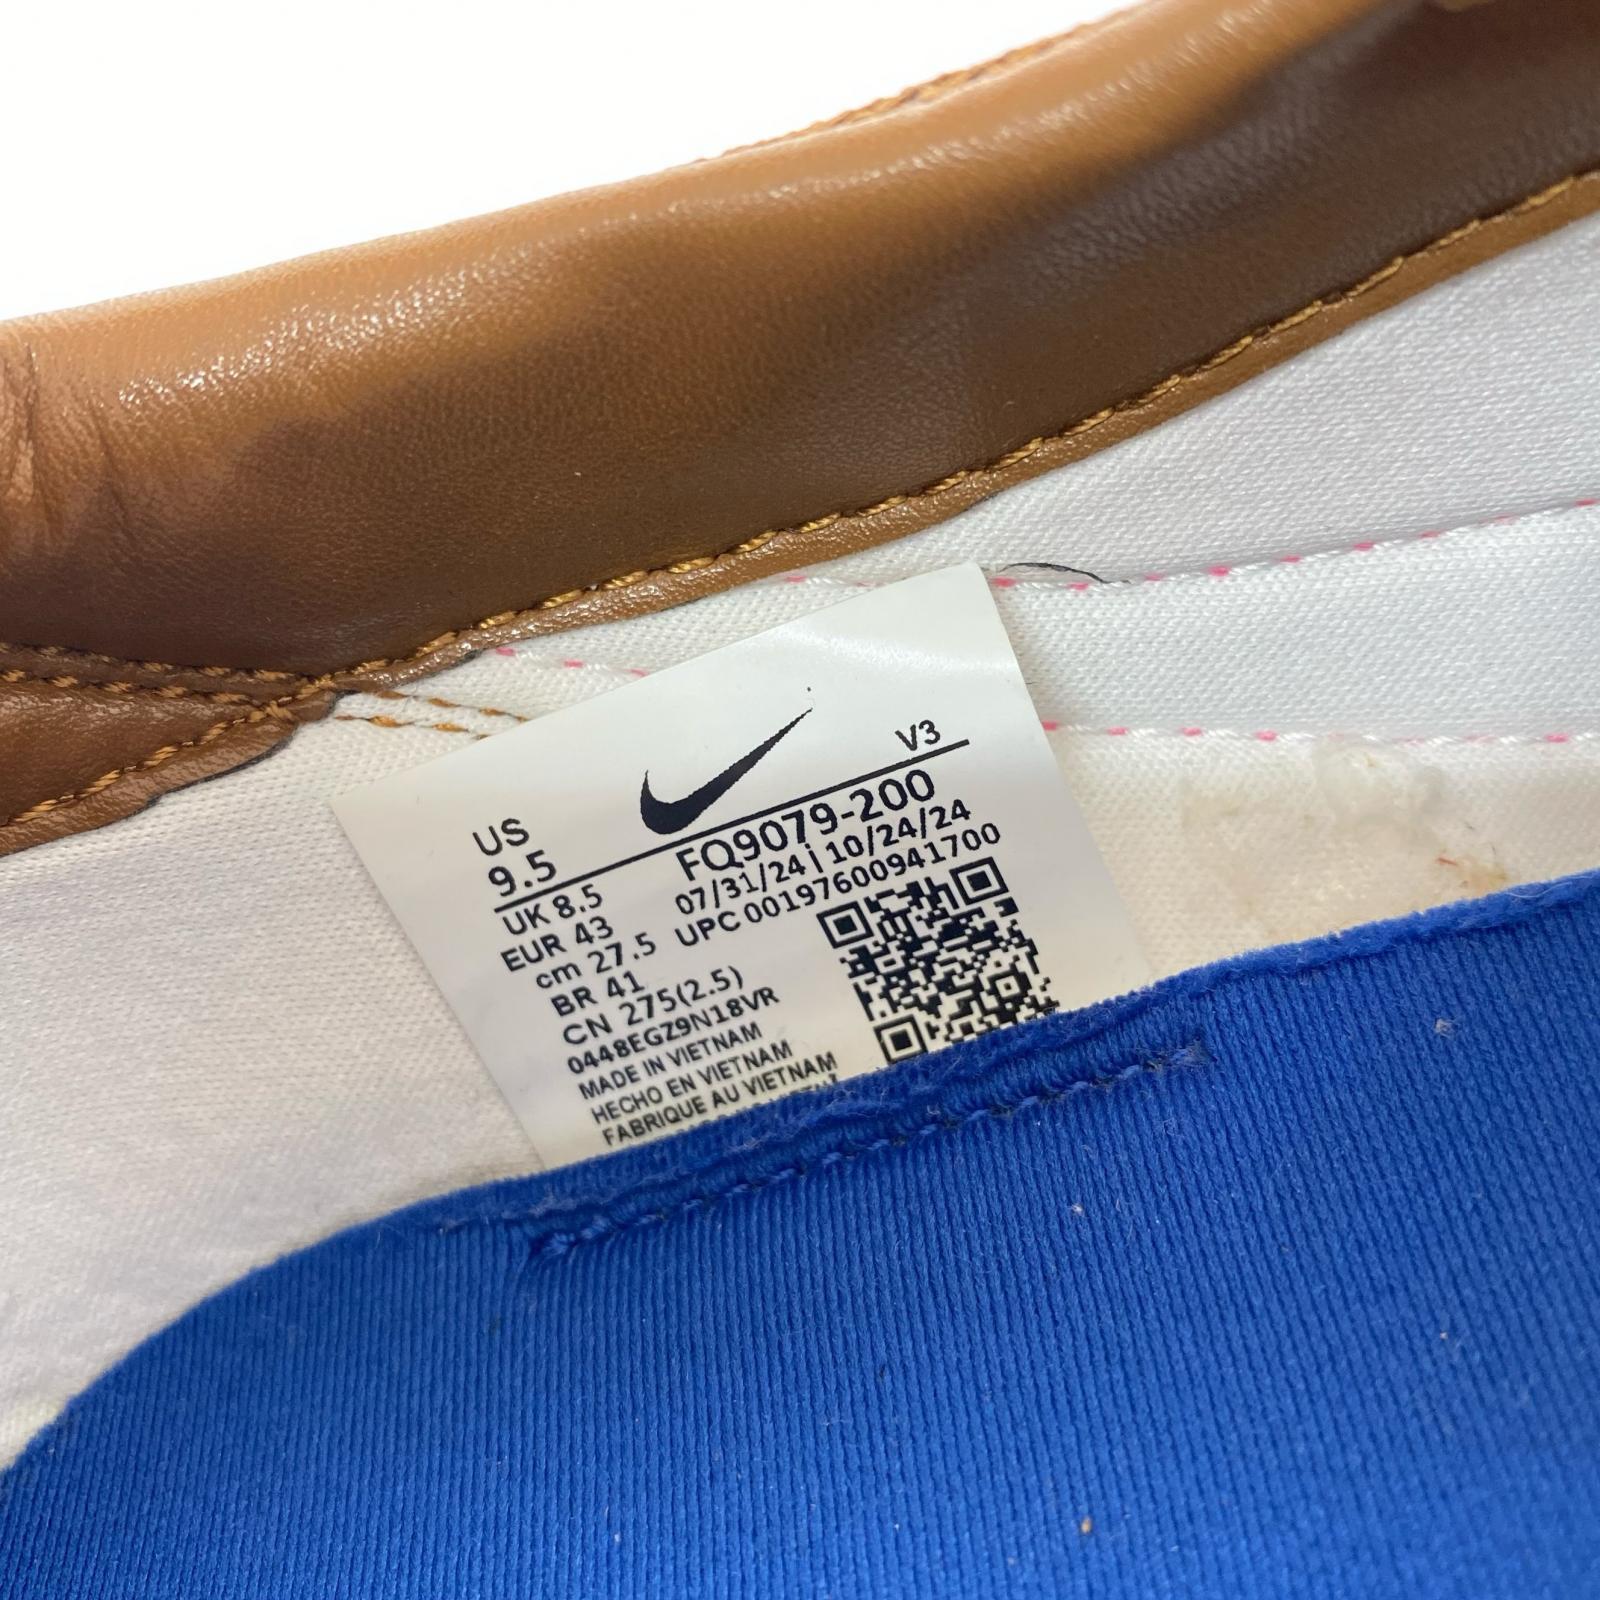 V3
US
9.5
FQ9079-200
07/31/24 | 10/24/24
UPC 00197600941700
UK 8.5
EUR 43
cm 27.5
BR 41
CN 275(2.5)
0448EGZ9N18VR
MADE IN VIETNAM
HECHO EN VIETNAM
FABRIQUE AU VIETNAM